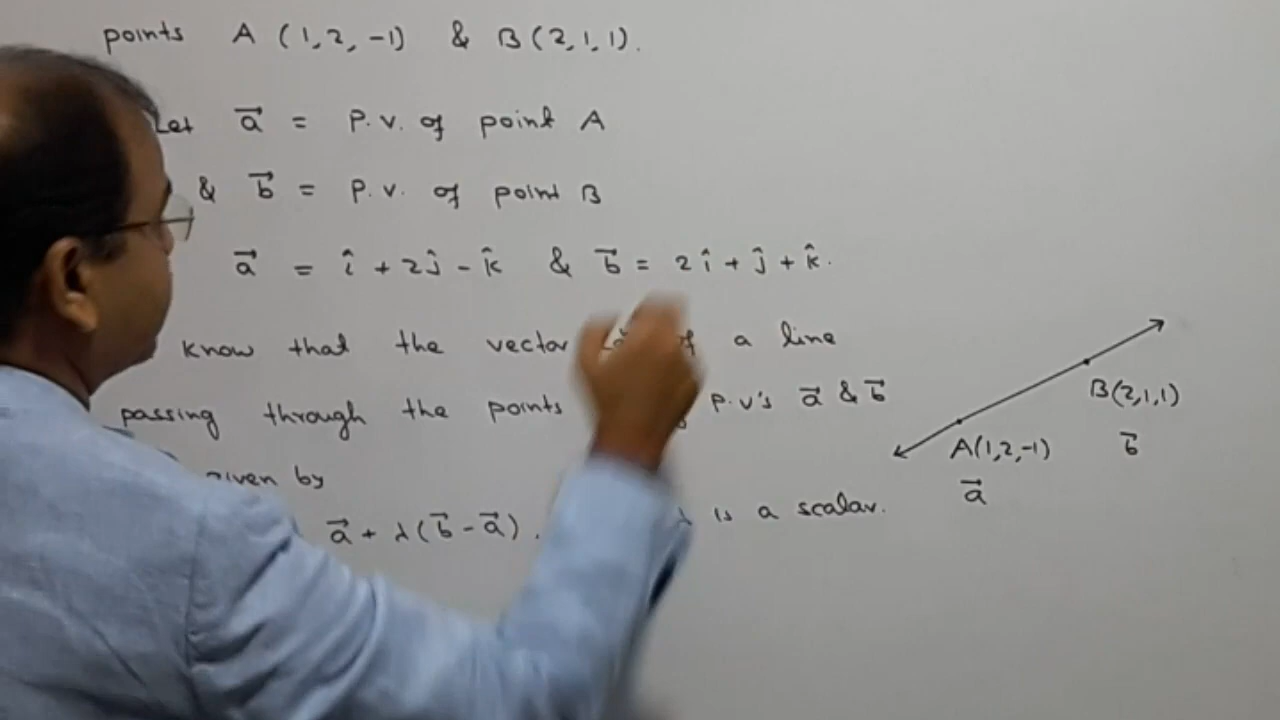 points A (1, 2, -1) & B (2, 1, 1).
Let a⃗ = P.V. of point A
& b⃗ = P.V. of point B
a⃗ = î + 2ĵ - k̂ & b⃗ = 2î + ĵ + k̂.
know that the vector of a line
passing through the points P.V's a⃗ & b⃗
given by
a⃗ + λ(b⃗ - a⃗). λ is a scalar.
B(2,1,1)
b⃗
A(1,2,-1)
a⃗